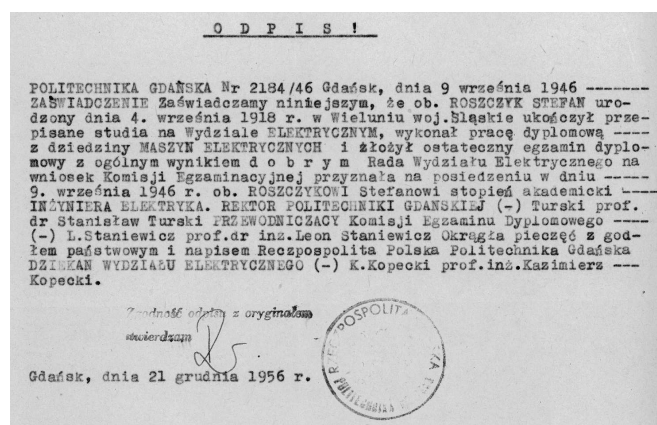 O D P I S !
POLITECHNIKA GDAŃSKA Nr 2184/46 Gdańsk, dnia 9 września 1946 ------
ZAŚWIADCZENIE Zaświadczamy niniejszym, że ob. ROSZCZYK STEFAN uro-
dzony dnia 4. września 1918 r. w Wieluniu woj.Śląskie ukończył prze-
pisane studia na Wydziale ELEKTRYCZNYM, wykonał pracę dyplomową ----
z dziedziny MASZYN ELEKTRYCZNYCH i złożył ostateczny egzamin dyplo-
mowy z ogólnym wynikiem d o b r y m Rada Wydziału Elektrycznego na
wniosek Komisji Egzaminacyjnej przyznała na posiedzeniu w dniu ----
9. września 1946 r. ob. ROSZCZYKOWI Stefanowi stopień akademicki ----
INŻYNIERA ELEKTRYKA. REKTOR POLITECHNIKI GDAŃSKIEJ (-) Turski prof.
dr Stanisław Turski PRZEWODNICZACY Komisji Egzaminu Dyplomowego ----
(-) L.Staniewicz prof.dr inż.Leon Staniewicz Okrągła pieczęć z god-
łem państwowym i napisem Reczpospolita Polska Politechnika Gdańska
DZIEKAN WYDZIAŁU ELEKTRYCZNEGO (-) K.Kopecki prof.inż.Kazimierz ---
Kopecki.
Zgodność odpisu z oryginałem
stwierdzam
RZECZPOSPOLITA
Gdańsk, dnia 21 grudnia 1956 r.